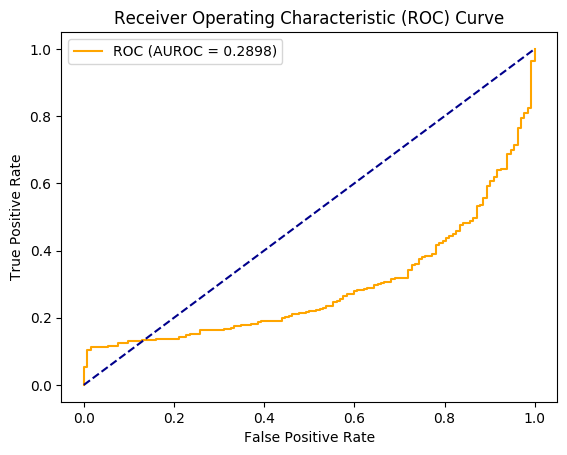 Receiver Operating Characteristic (ROC) Curve
ROC (AUROC = 0.2898)
1.0
0.8
0.6
0.4
0.2
0.0
True Positive Rate
0.0 0.2 0.4 0.6 0.8 1.0
False Positive Rate